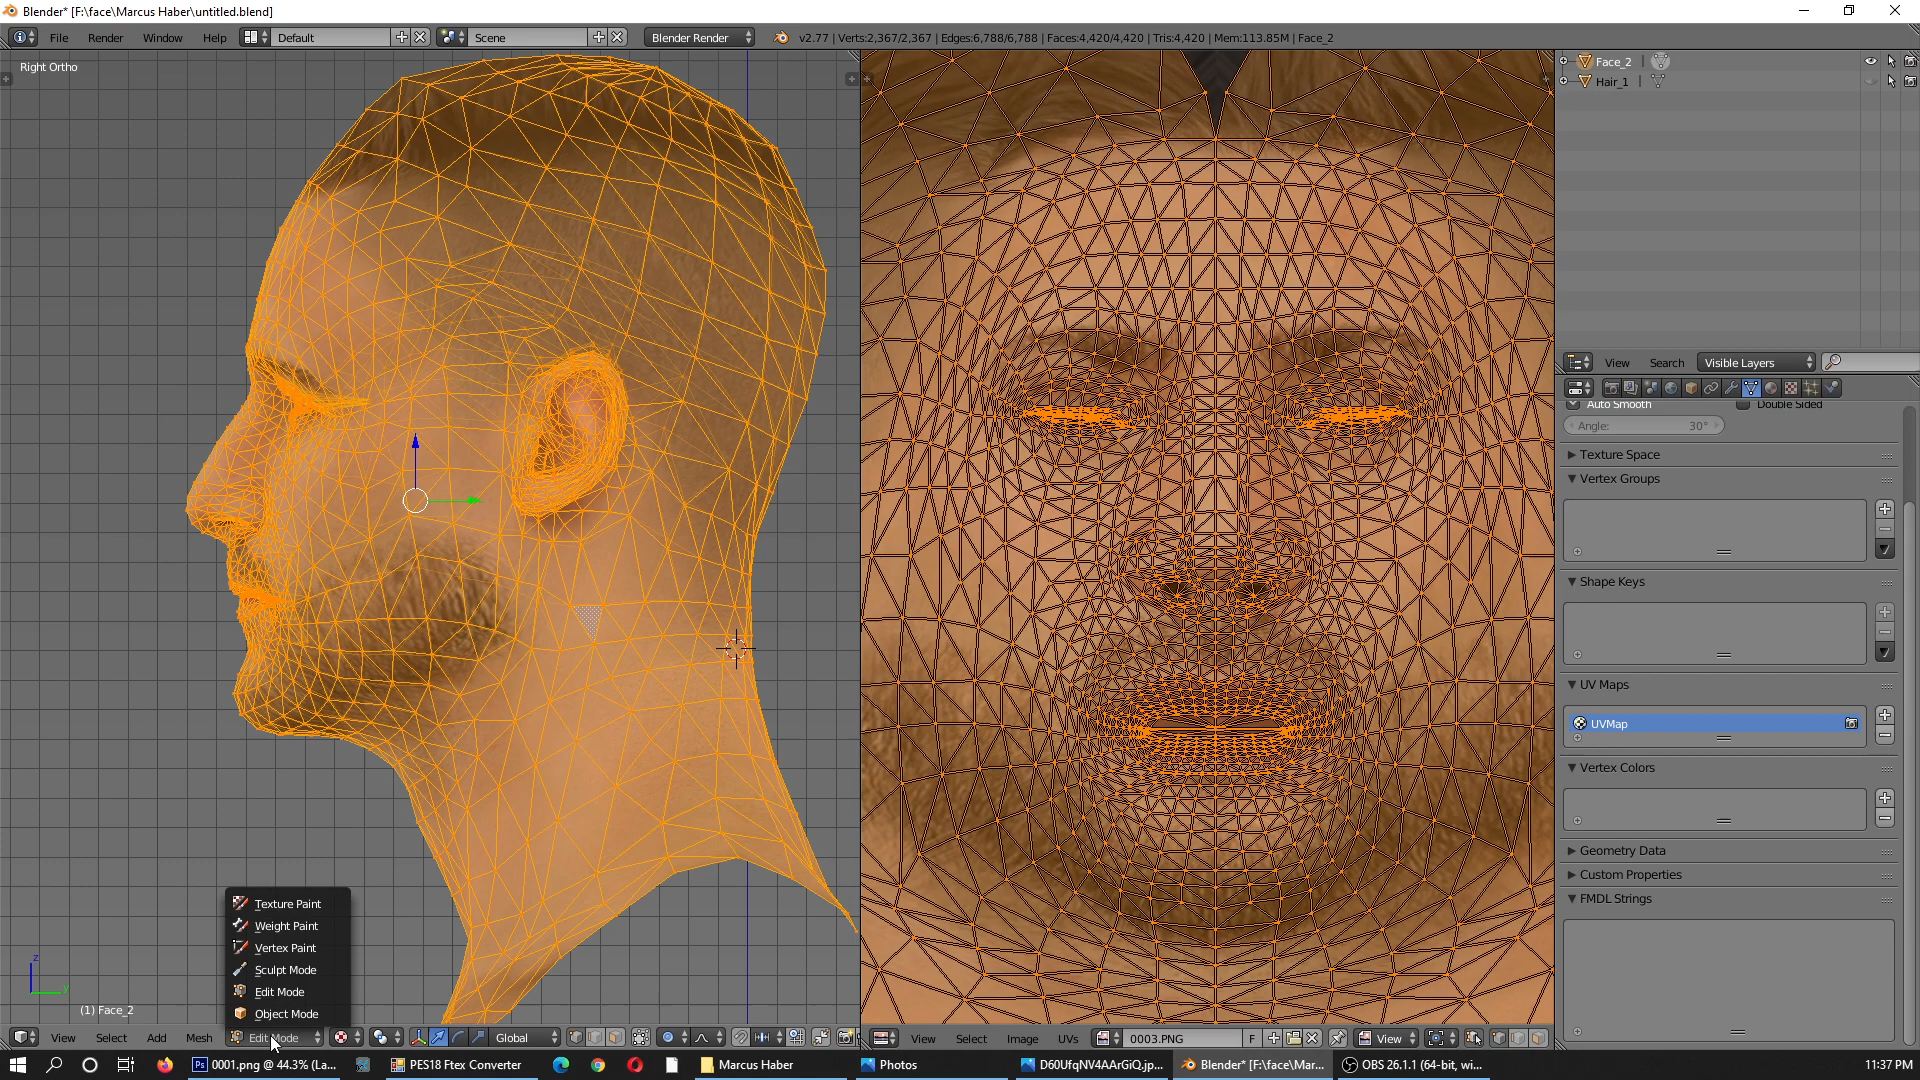 Blender* [F:\face\Marcus Haber\untitled.blend]
File Render Window Help Default Scene Blender Render v2.77 | Verts:2,367/2,367 | Edges:6,788/6,788 | Faces:4,420/4,420 | Tris:4,420 | Mem:113.85M | Face_2
Right Ortho
Face_2
Hair_1
View Search Visible Layers
Auto Smooth Double Sided
Angle: 30°
Texture Space
Vertex Groups
Shape Keys
UV Maps
UVMap
Vertex Colors
Geometry Data
Custom Properties
FMDL Strings
Texture Paint
Weight Paint
Vertex Paint
Sculpt Mode
Edit Mode
Object Mode
z
y
(1) Face_2
View Select Add Mesh Edit Mode Global
View Select Image UVs 0003.PNG F View
Ps 0001.png @ 44.3% (La... PES18 Ftex Converter Marcus Haber Photos D60UfqNV4AArGiQ.jp... Blender* [F:\face\Mar... OBS 26.1.1 (64-bit, wi... 11:37 PM